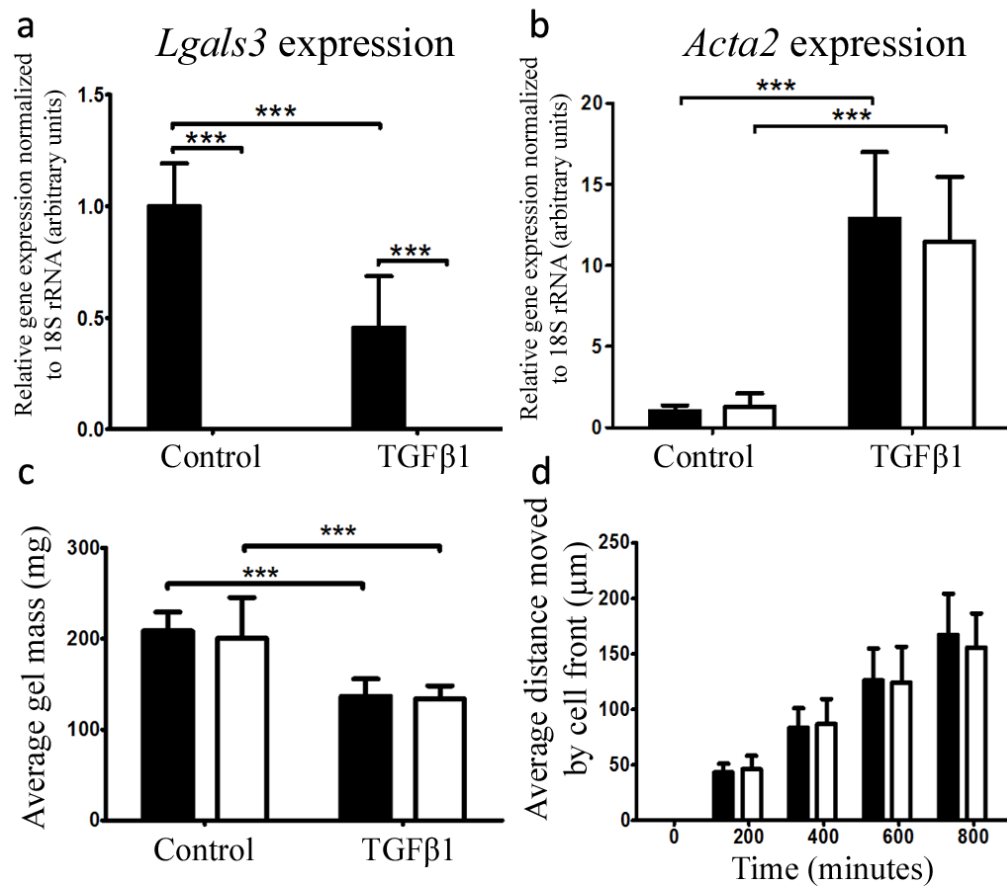 a
Lgals3 expression
Relative gene expression normalized
to 18S rRNA (arbitrary units)
1.5
1.0
0.5
0.0
***
***
***
Control
TGFβ1
b
Acta2 expression
Relative gene expression normalized
to 18S rRNA (arbitrary units)
20
15
10
5
0
***
***
Control
TGFβ1
c
Average gel mass (mg)
300
200
100
0
***
***
Control
TGFβ1
d
Average distance moved
by cell front (μm)
250
200
150
100
50
0
0
200
400
600
800
Time (minutes)